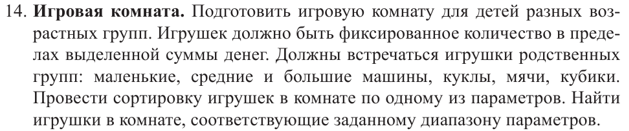 14. Игровая комната. Подготовить игровую комнату для детей разных воз-
растных групп. Игрушек должно быть фиксированное количество в преде-
лах выделенной суммы денег. Должны встречаться игрушки родственных
групп: маленькие, средние и большие машины, куклы, мячи, кубики.
Провести сортировку игрушек в комнате по одному из параметров. Найти
игрушки в комнате, соответствующие заданному диапазону параметров.